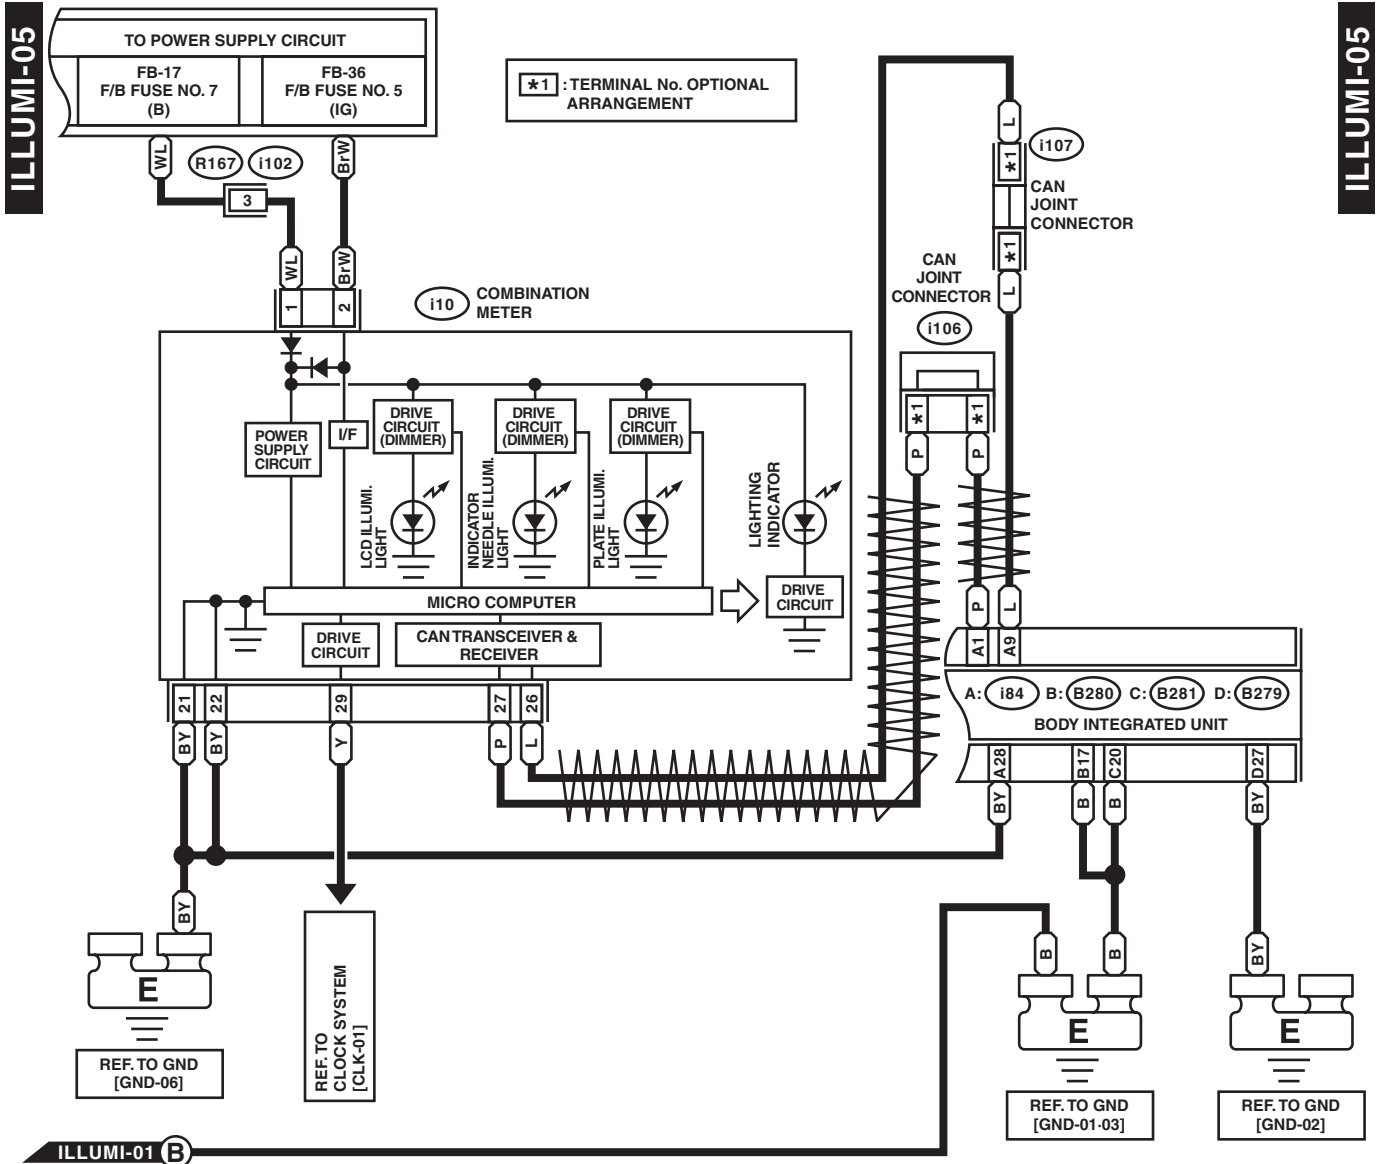 ILLUMI-05
ILLUMI-05
TO POWER SUPPLY CIRCUIT
FB-17
F/B FUSE NO. 7
(B)
FB-36
F/B FUSE NO. 5
(IG)
*1 : TERMINAL No. OPTIONAL
ARRANGEMENT
WL
R167
i102
BrW
3
WL
BrW
1
2
i10
COMBINATION
METER
L
i107
*1
CAN
JOINT
CONNECTOR
*1
L
CAN
JOINT
CONNECTOR
i106
*1
*1
P
P
POWER
SUPPLY
CIRCUIT
I/F
DRIVE
CIRCUIT
(DIMMER)
DRIVE
CIRCUIT
(DIMMER)
DRIVE
CIRCUIT
(DIMMER)
LCD ILLUMI.
LIGHT
INDICATOR
NEEDLE ILLUMI.
LIGHT
PLATE ILLUMI.
LIGHT
LIGHTING
INDICATOR
MICRO COMPUTER
DRIVE
CIRCUIT
DRIVE
CIRCUIT
CAN TRANSCEIVER &
RECEIVER
P
L
A1
A9
21
22
29
27
26
BY
BY
Y
P
L
A: i84 B: B280 C: B281 D: B279
BODY INTEGRATED UNIT
A28
B17
C20
D27
BY
B
B
BY
BY
E
REF. TO GND
[GND-06]
REF. TO
CLOCK SYSTEM
[CLK-01]
B
B
BY
E
E
REF. TO GND
[GND-01·03]
REF. TO GND
[GND-02]
ILLUMI-01 B